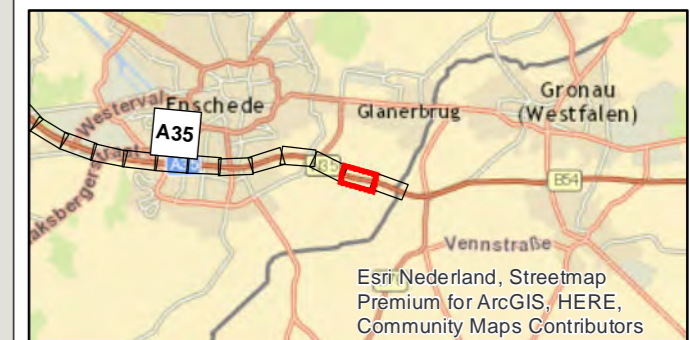 Gronau
(Westfalen)
Enschede
Glanerbrug
Westerval
A35
A35
B54
Vennstraße
Esri Nederland, Streetmap
Premium for ArcGIS, HERE,
Community Maps Contributors